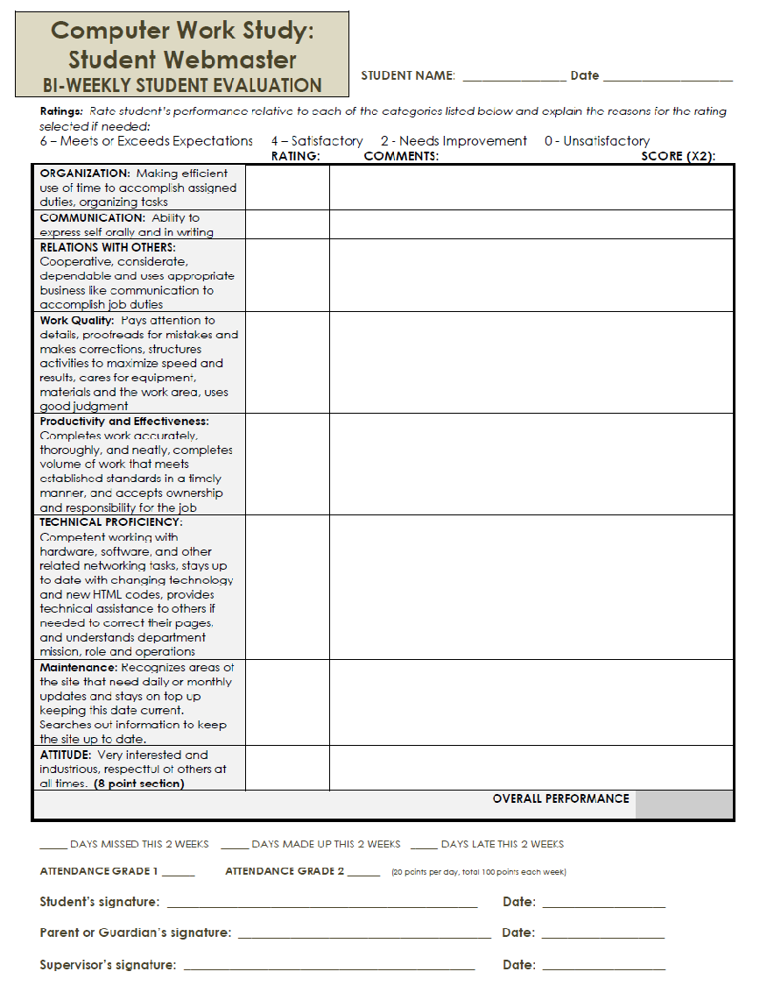 Computer Work Study:
Student Webmaster
BI-WEEKLY STUDENT EVALUATION
STUDENT NAME: _______________ Date ___________________
Ratings: Rate student's performance relative to each of the categories listed below and explain the reasons for the rating
selected if needed:
6 – Meets or Exceeds Expectations 4 – Satisfactory 2 - Needs Improvement 0 - Unsatisfactory
RATING: COMMENTS: SCORE (X2):
ORGANIZATION: Making efficient
use of time to accomplish assigned
duties, organizing tasks
COMMUNICATION: Ability to
express self orally and in writing
RELATIONS WITH OTHERS:
Cooperative, considerate,
dependable and uses appropriate
business like communication to
accomplish job duties
Work Quality: Pays attention to
details, proofreads for mistakes and
makes corrections, structures
activities to maximize speed and
results, cares for equipment,
materials and the work area, uses
good judgment
Productivity and Effectiveness:
Completes work accurately,
thoroughly, and neatly, completes
volume of work that meets
established standards in a timely
manner, and accepts ownership
and responsibility for the job
TECHNICAL PROFICIENCY:
Competent working with
hardware, software, and other
related networking tasks, stays up
to date with changing technology
and new HTML codes, provides
technical assistance to others if
needed to correct their pages,
and understands department
mission, role and operations
Maintenance: Recognizes areas of
the site that need daily or monthly
updates and stays on top up
keeping this date current.
Searches out information to keep
the site up to date.
ATTITUDE: Very interested and
industrious, respectful of others at
all times. (8 point section)
OVERALL PERFORMANCE
_____ DAYS MISSED THIS 2 WEEKS _____ DAYS MADE UP THIS 2 WEEKS _____ DAYS LATE THIS 2 WEEKS
ATTENDANCE GRADE 1 ______ ATTENDANCE GRADE 2 ______ (20 points per day, total 100 points each week)
Student's signature: ______________________________ Date: __________________
Parent or Guardian's signature: ______________________________ Date: __________________
Supervisor's signature: ______________________________ Date: __________________